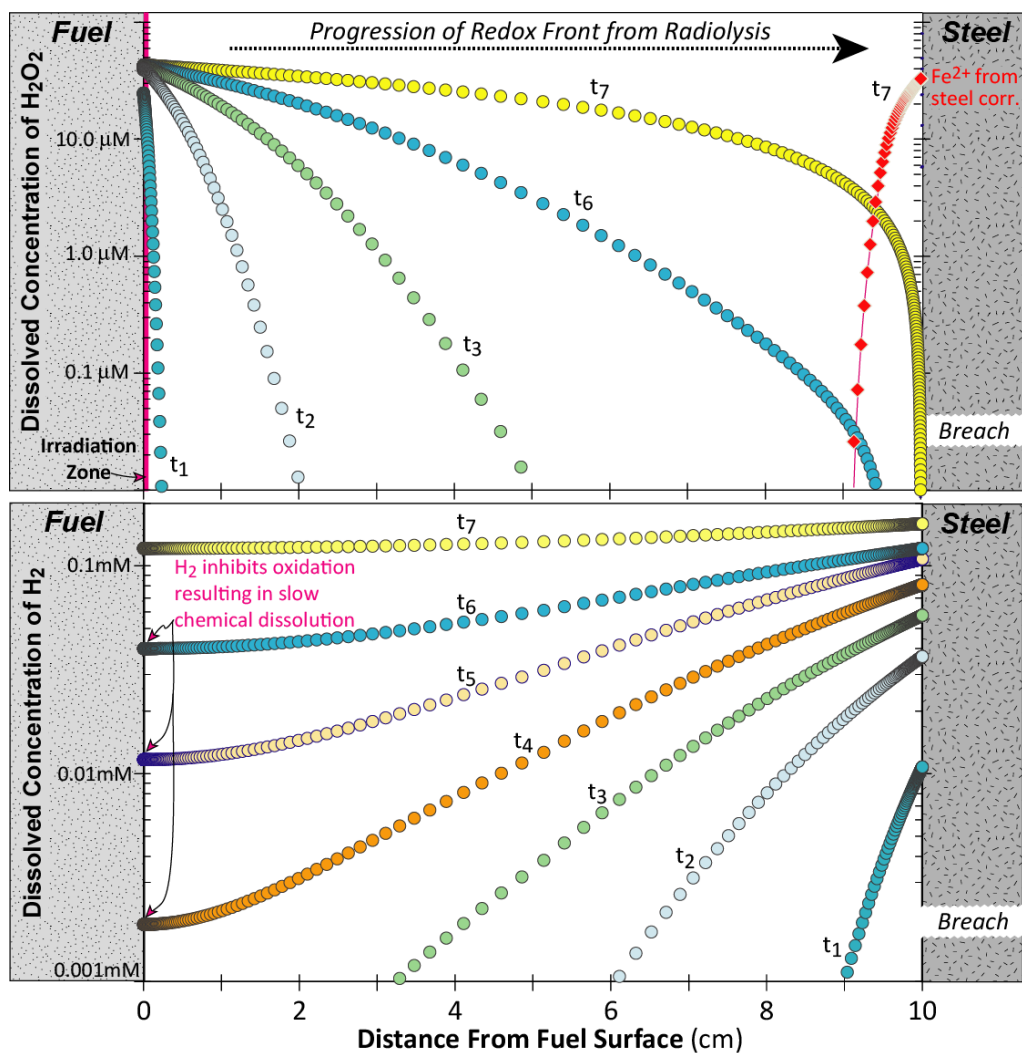 Fuel
Progression of Redox Front from Radiolysis
Steel
Dissolved Concentration of H₂O₂
10.0 µM
1.0 µM
0.1 µM
t₇
t₇
Fe²⁺ from
steel corr.
t₆
t₃
t₂
t₁
Irradiation
Zone
Breach
Fuel
Steel
Dissolved Concentration of H₂
0.1mM
0.01mM
0.001mM
t₇
H₂ inhibits oxidation
resulting in slow
chemical dissolution
t₆
t₅
t₄
t₃
t₂
t₁
Breach
0
2
4
6
8
10
Distance From Fuel Surface (cm)